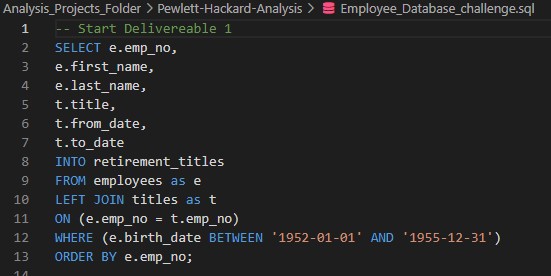 Analysis_Projects_Folder > Pewlett-Hackard-Analysis > Employee_Database_challenge.sql
1 -- Start Delivereable 1
2 SELECT e.emp_no,
3 e.first_name,
4 e.last_name,
5 t.title,
6 t.from_date,
7 t.to_date
8 INTO retirement_titles
9 FROM employees as e
10 LEFT JOIN titles as t
11 ON (e.emp_no = t.emp_no)
12 WHERE (e.birth_date BETWEEN '1952-01-01' AND '1955-12-31')
13 ORDER BY e.emp_no;
14